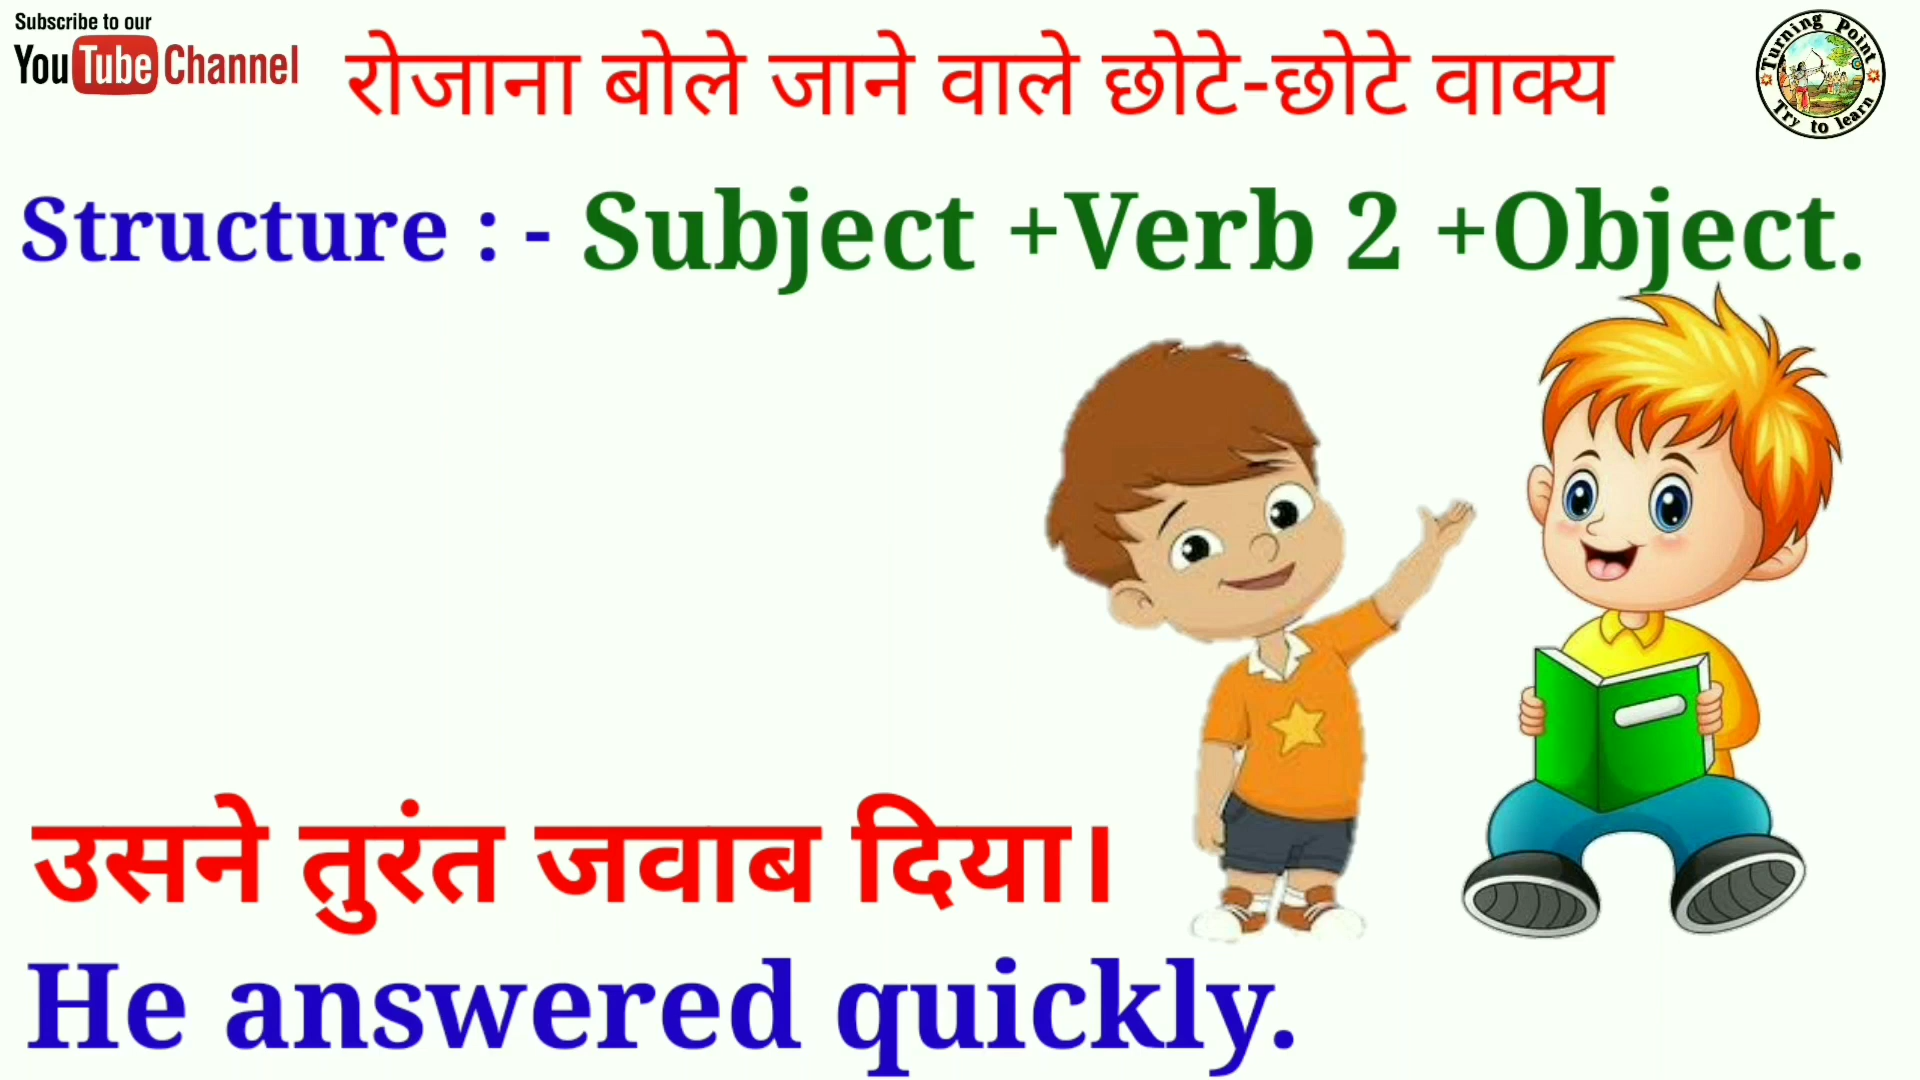 Subscribe to our
YouTube Channel
रोजाना बोले जाने वाले छोटे-छोटे वाक्य
Turning Point
Try to learn
Structure : - Subject +Verb 2 +Object.
उसने तुरंत जवाब दिया।
He answered quickly.